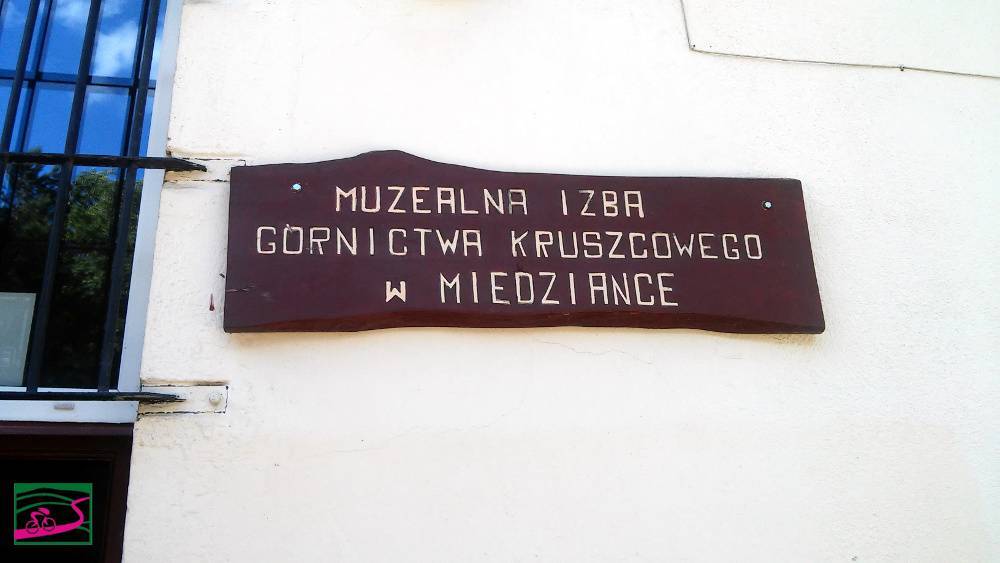 MUZEALNA IZBA
GÓRNICTWA KRUSZCOWEGO
W MIEDZIANCE